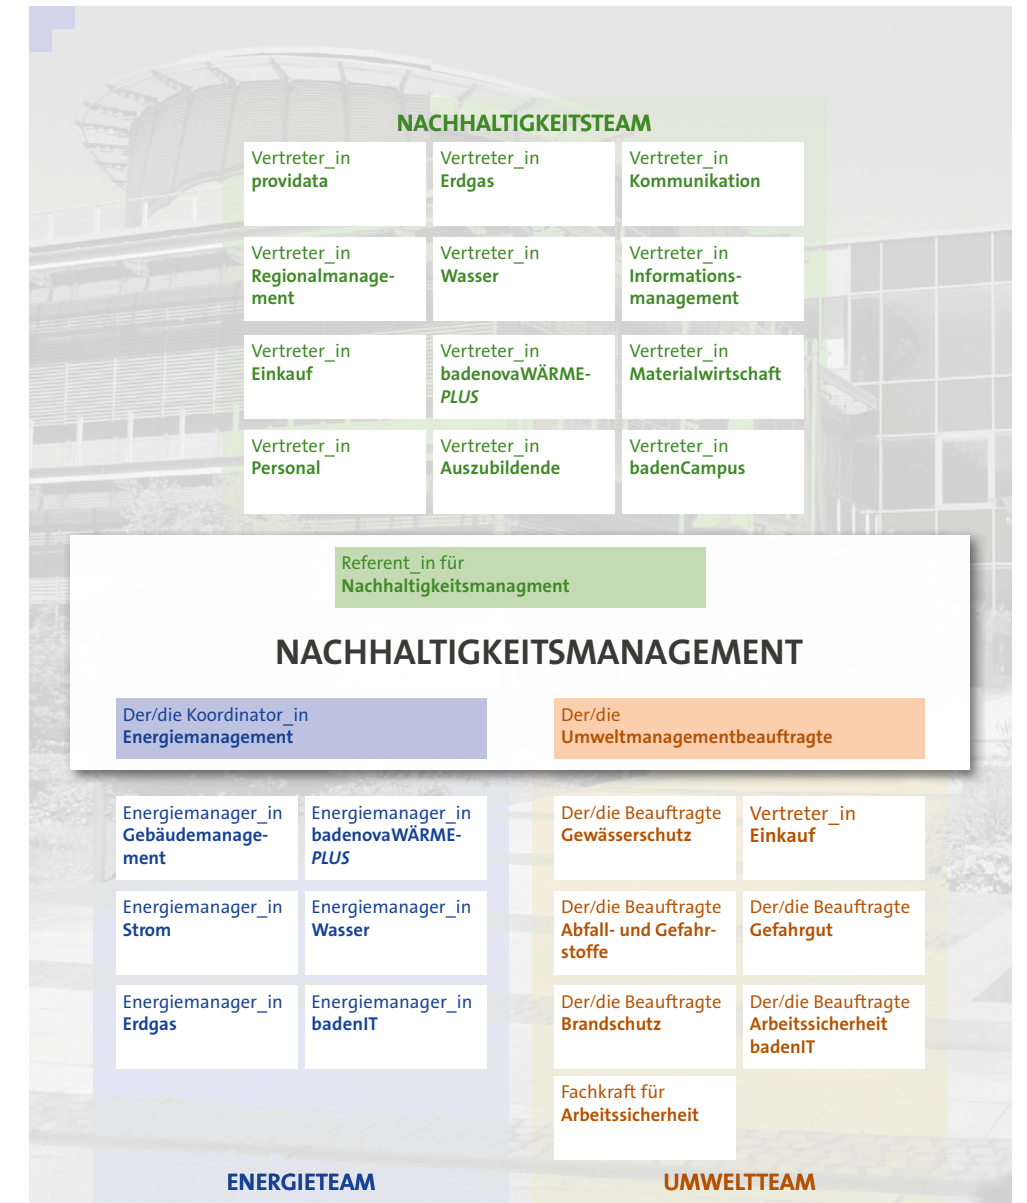 NACHHALTIGKEITSTEAM
Vertreter_in
providata
Vertreter_in
Erdgas
Vertreter_in
Kommunikation
Vertreter_in
Regionalmanage-
ment
Vertreter_in
Wasser
Vertreter_in
Informations-
management
Vertreter_in
Einkauf
Vertreter_in
badenovaWÄRME-
PLUS
Vertreter_in
Materialwirtschaft
Vertreter_in
Personal
Vertreter_in
Auszubildende
Vertreter_in
badenCampus
Referent_in für
Nachhaltigkeitsmanagment
NACHHALTIGKEITSMANAGEMENT
Der/die Koordinator_in
Energiemanagement
Der/die
Umweltmanagementbeauftragte
Energiemanager_in
Gebäudemanage-
ment
Energiemanager_in
badenovaWÄRME-
PLUS
Energiemanager_in
Strom
Energiemanager_in
Wasser
Energiemanager_in
Erdgas
Energiemanager_in
badenIT
ENERGIETEAM
Der/die Beauftragte
Gewässerschutz
Vertreter_in
Einkauf
Der/die Beauftragte
Abfall- und Gefahr-
stoffe
Der/die Beauftragte
Gefahrgut
Der/die Beauftragte
Brandschutz
Der/die Beauftragte
Arbeitssicherheit
badenIT
Fachkraft für
Arbeitssicherheit
UMWELTTEAM